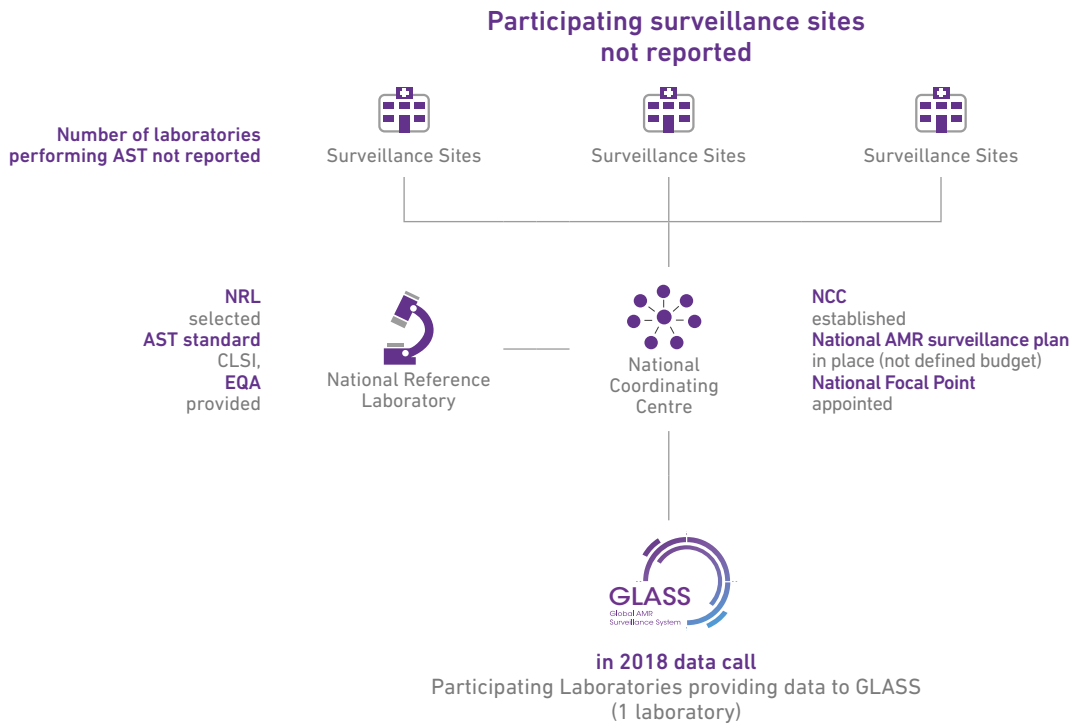 Participating surveillance sites
not reported
Number of laboratories
performing AST not reported
Surveillance Sites
Surveillance Sites
Surveillance Sites
NRL
selected
AST standard
CLSI,
EQA
provided
National Reference
Laboratory
National
Coordinating
Centre
NCC
established
National AMR surveillance plan
in place (not defined budget)
National Focal Point
appointed
GLASS
Global AMR
Surveillance System
in 2018 data call
Participating Laboratories providing data to GLASS
(1 laboratory)